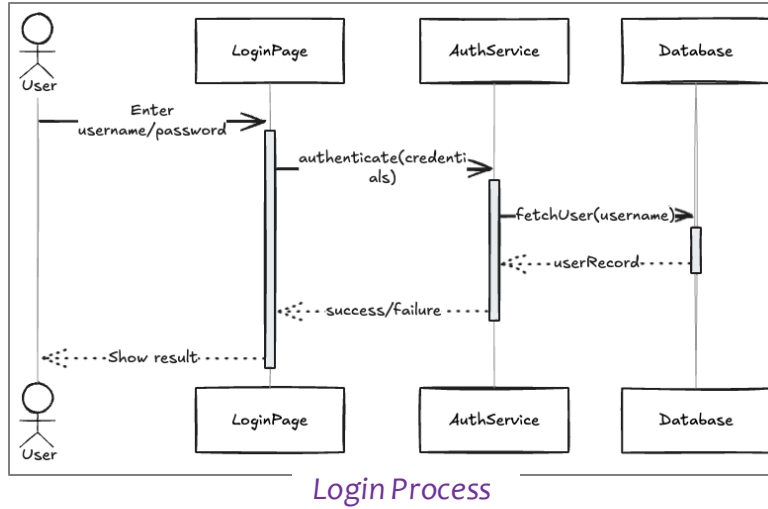 LoginPage
AuthService
Database
User
Enter
username/password
authenticate(credenti
als)
fetchUser(username)
userRecord
success/failure
Show result
LoginPage
AuthService
Database
User
Login Process